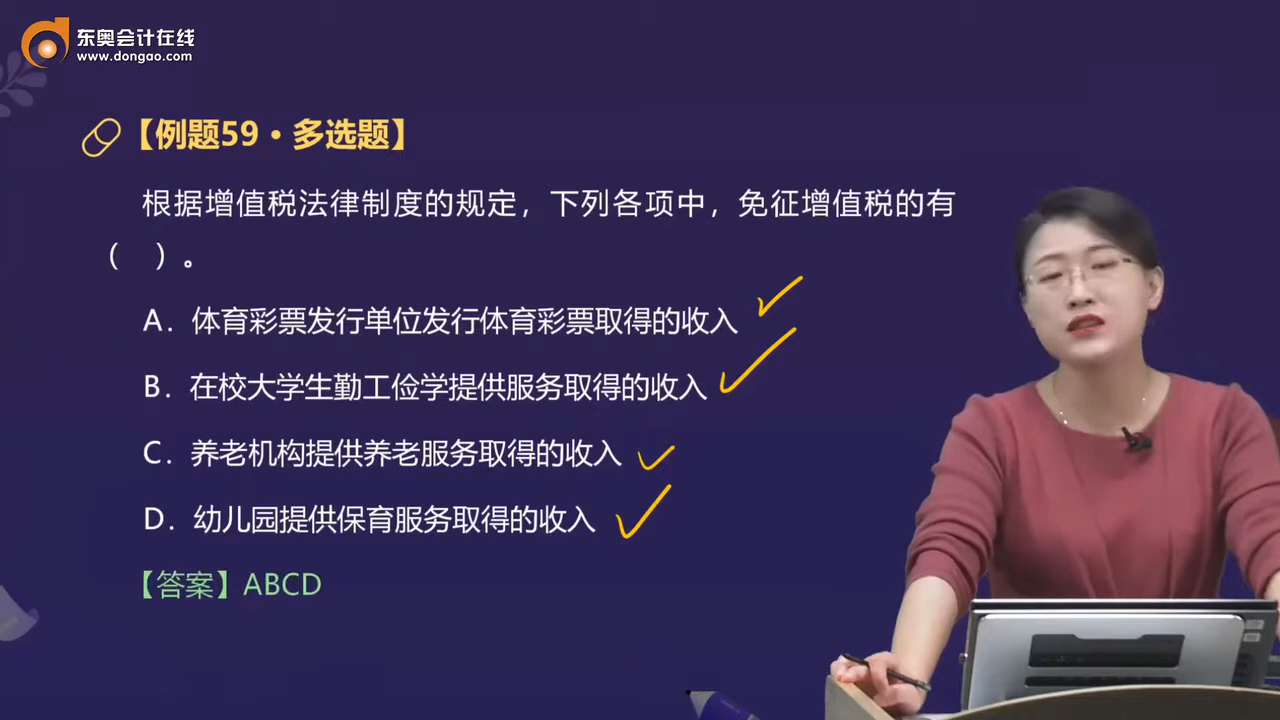 东奥会计在线
www.dongao.com
【例题59·多选题】
根据增值税法律制度的规定，下列各项中，免征增值税的有
（ ）。
A．体育彩票发行单位发行体育彩票取得的收入
B．在校大学生勤工俭学提供服务取得的收入
C．养老机构提供养老服务取得的收入
D．幼儿园提供保育服务取得的收入
【答案】ABCD